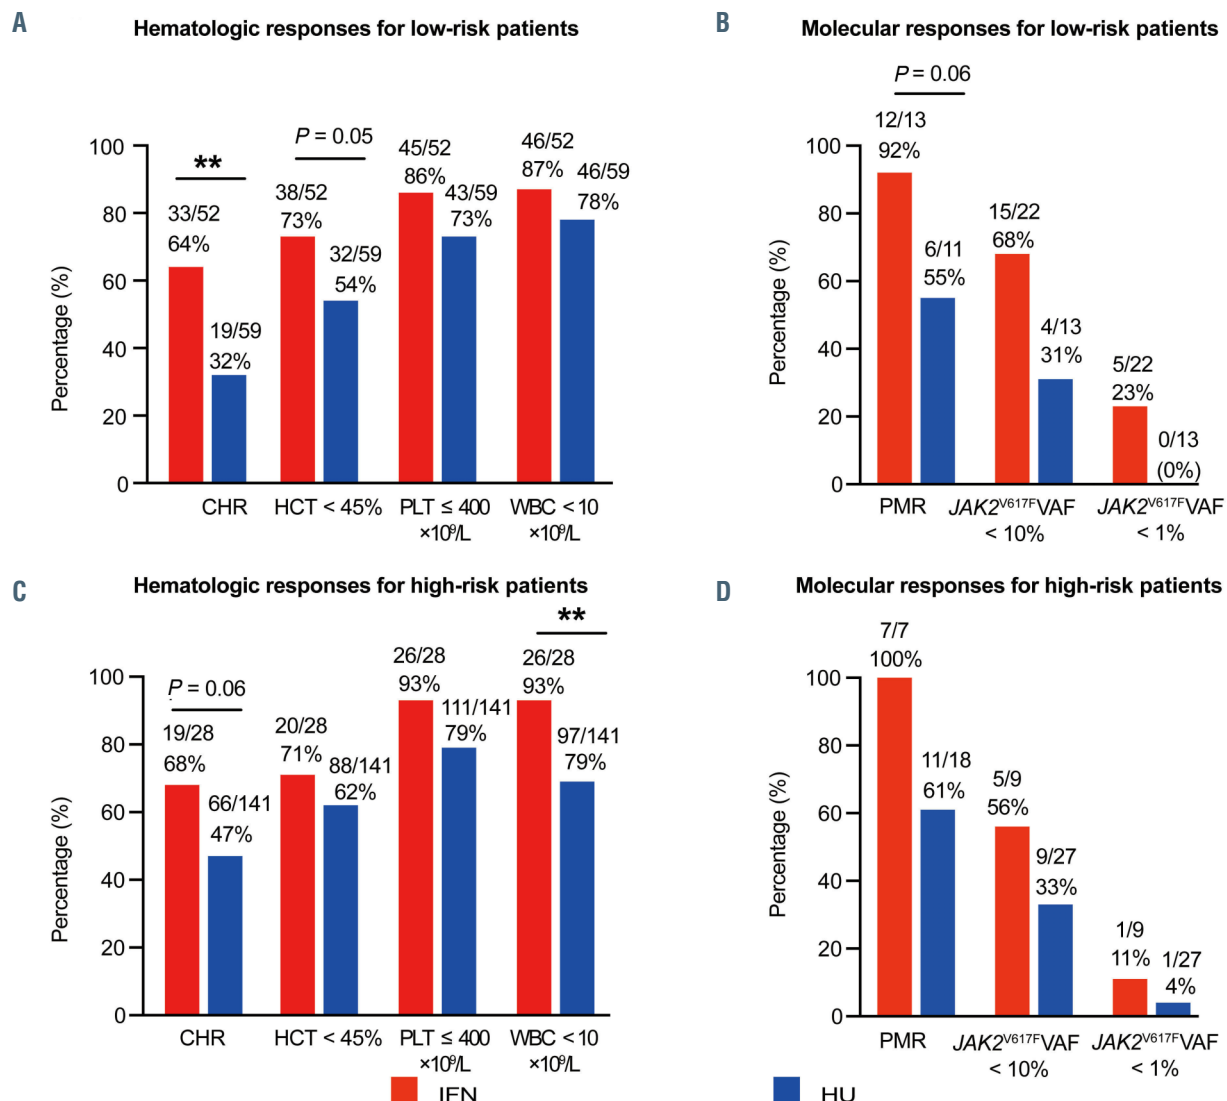 A
Hematologic responses for low-risk patients
Percentage (%)
100
80
60
40
20
0
**
P = 0.05
33/52
64%
19/59
32%
38/52
73%
32/59
54%
45/52
86%
43/59
73%
46/52
87%
46/59
78%
CHR
HCT < 45%
PLT ≤ 400
×10⁹/L
WBC < 10
×10⁹/L
B
Molecular responses for low-risk patients
Percentage (%)
100
80
60
40
20
0
P = 0.06
12/13
92%
6/11
55%
15/22
68%
4/13
31%
5/22
23%
0/13
(0%)
PMR
JAK2ⱽ⁶¹⁷ᶠVAF
< 10%
JAK2ⱽ⁶¹⁷ᶠVAF
< 1%
C
Hematologic responses for high-risk patients
Percentage (%)
100
80
60
40
20
0
P = 0.06
**
19/28
68%
66/141
47%
20/28
71%
88/141
62%
26/28
93%
111/141
79%
26/28
93%
97/141
79%
CHR
HCT < 45%
PLT ≤ 400
×10⁹/L
WBC < 10
×10⁹/L
D
Molecular responses for high-risk patients
Percentage (%)
100
80
60
40
20
0
7/7
100%
11/18
61%
5/9
56%
9/27
33%
1/9
11%
1/27
4%
PMR
JAK2ⱽ⁶¹⁷ᶠVAF
< 10%
JAK2ⱽ⁶¹⁷ᶠVAF
< 1%
IFN
HU